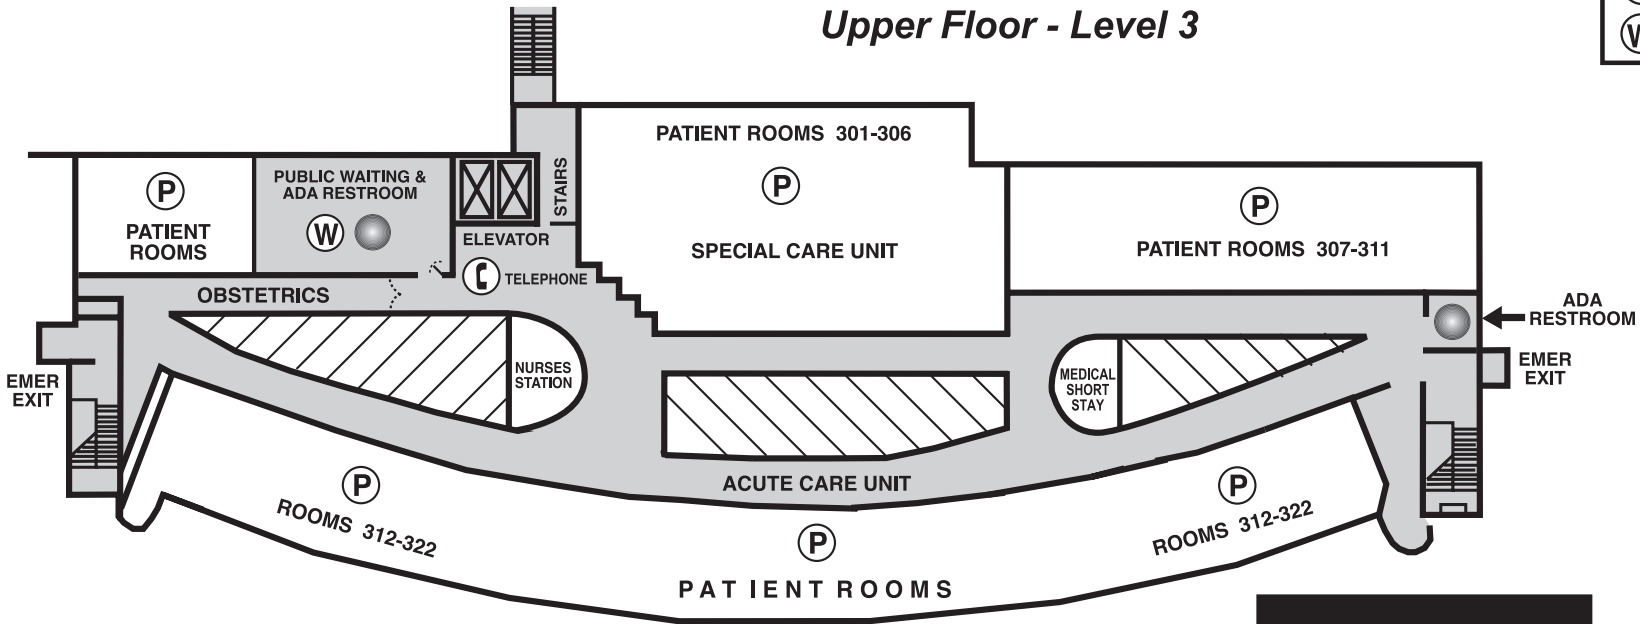 Upper Floor - Level 3
W
PATIENT ROOMS 301-306
P
SPECIAL CARE UNIT
STAIRS
P
PATIENT
ROOMS
PUBLIC WAITING &
ADA RESTROOM
W
ELEVATOR
TELEPHONE
OBSTETRICS
P
PATIENT ROOMS 307-311
ADA
RESTROOM
EMER
EXIT
NURSES
STATION
MEDICAL
SHORT
STAY
EMER
EXIT
ACUTE CARE UNIT
P
ROOMS 312-322
P
PATIENT ROOMS
P
ROOMS 312-322